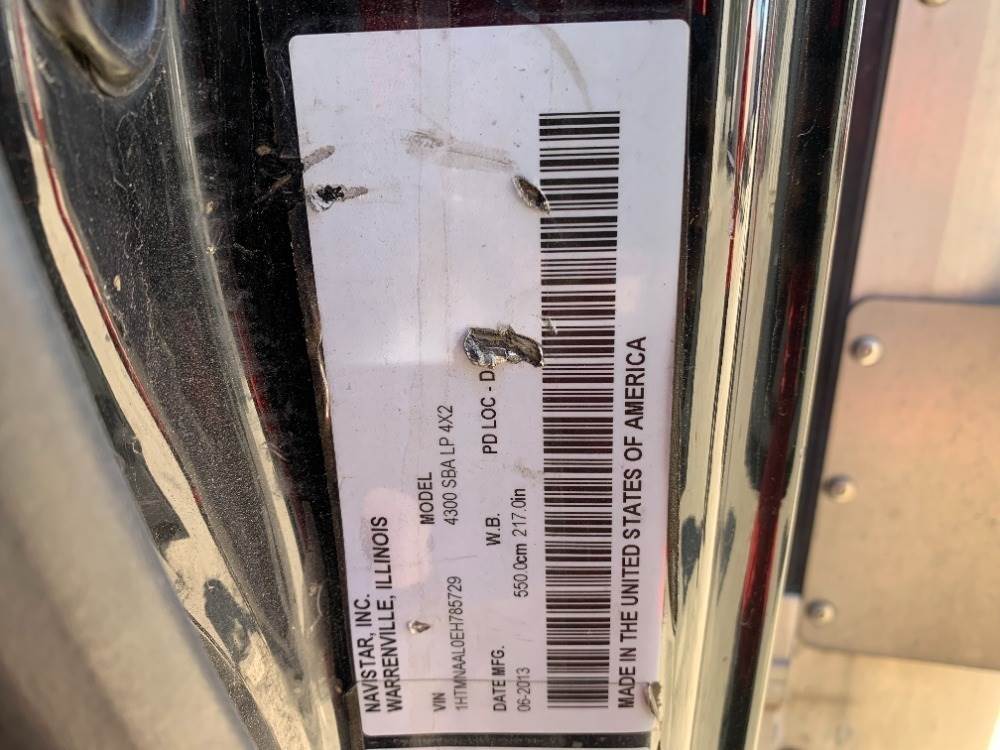 NAVISTAR, INC.
WARRENVILLE, ILLINOIS
VIN MODEL
1HTMNAAL0EH785729 4300 SBA LP 4X2
DATE MFG. W.B. PD LOC -
06-2013 550.0cm 217.0in
MADE IN THE UNITED STATES OF AMERICA